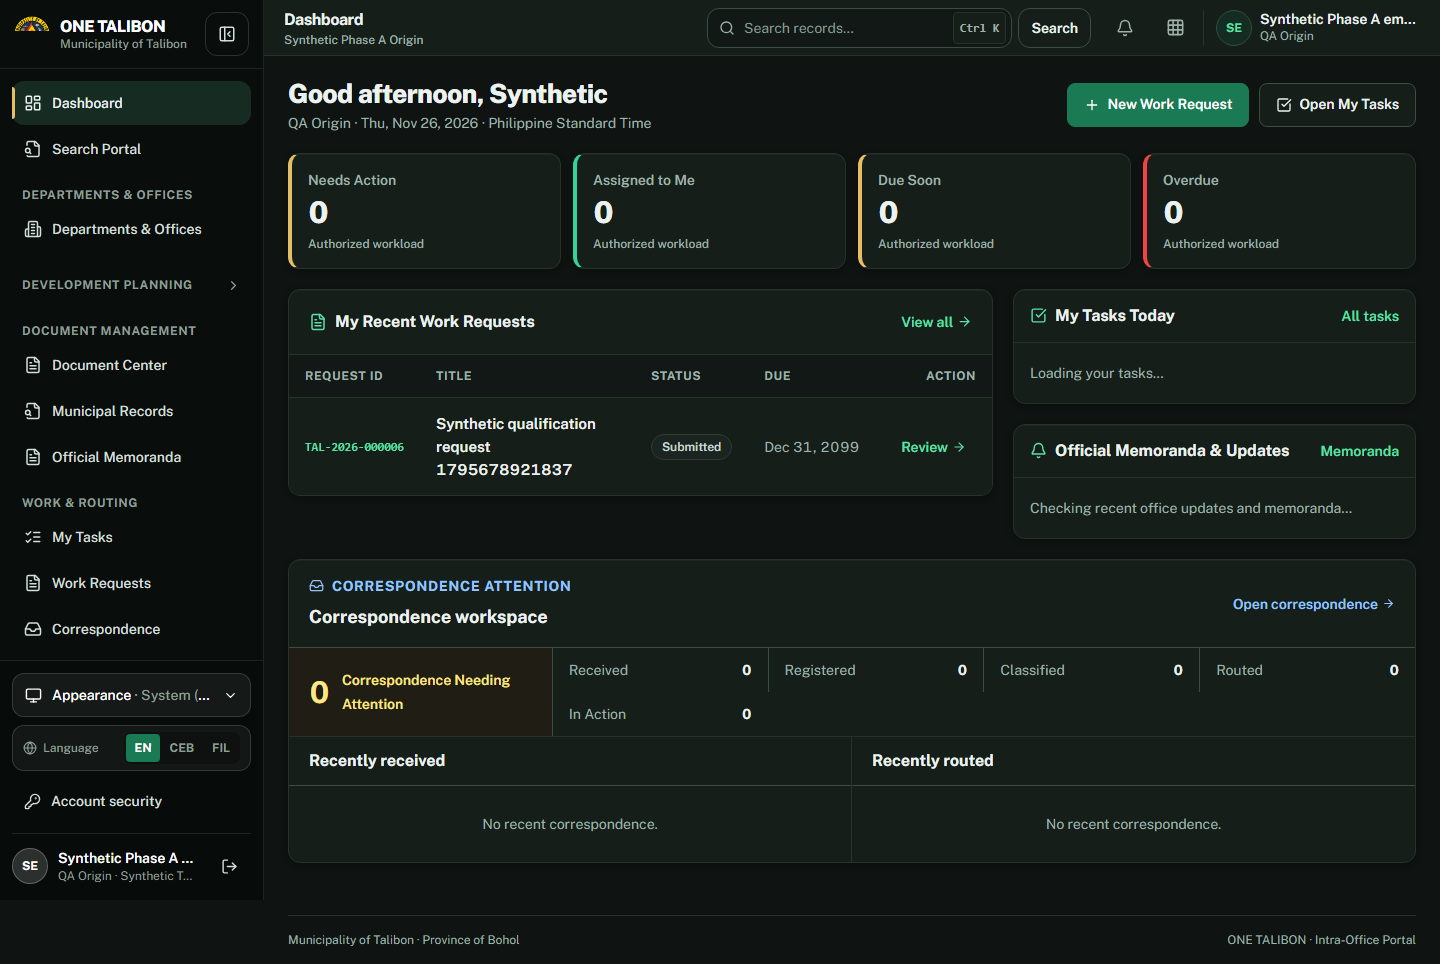 ONE TALIBON
Municipality of Talibon
Dashboard
Search Portal
DEPARTMENTS & OFFICES
Departments & Offices
DEVELOPMENT PLANNING
DOCUMENT MANAGEMENT
Document Center
Municipal Records
Official Memoranda
WORK & ROUTING
My Tasks
Work Requests
Correspondence
Appearance · System (...
Language EN CEB FIL
Account security
SE Synthetic Phase A ...
QA Origin · Synthetic T...
Dashboard
Synthetic Phase A Origin
Search records...
Ctrl K
Search
SE Synthetic Phase A em...
QA Origin
Good afternoon, Synthetic
QA Origin · Thu, Nov 26, 2026 · Philippine Standard Time
New Work Request
Open My Tasks
Needs Action
0
Authorized workload
Assigned to Me
0
Authorized workload
Due Soon
0
Authorized workload
Overdue
0
Authorized workload
My Recent Work Requests
View all
REQUEST ID TITLE STATUS DUE ACTION
TAL-2026-000006
Synthetic qualification
request
1795678921837
Submitted
Dec 31, 2099
Review
My Tasks Today
All tasks
Loading your tasks...
Official Memoranda & Updates
Memoranda
Checking recent office updates and memoranda...
CORRESPONDENCE ATTENTION
Correspondence workspace
Open correspondence
0 Correspondence Needing
Attention
Received 0
Registered 0
Classified 0
Routed 0
In Action 0
Recently received
No recent correspondence.
Recently routed
No recent correspondence.
Municipality of Talibon · Province of Bohol
ONE TALIBON · Intra-Office Portal